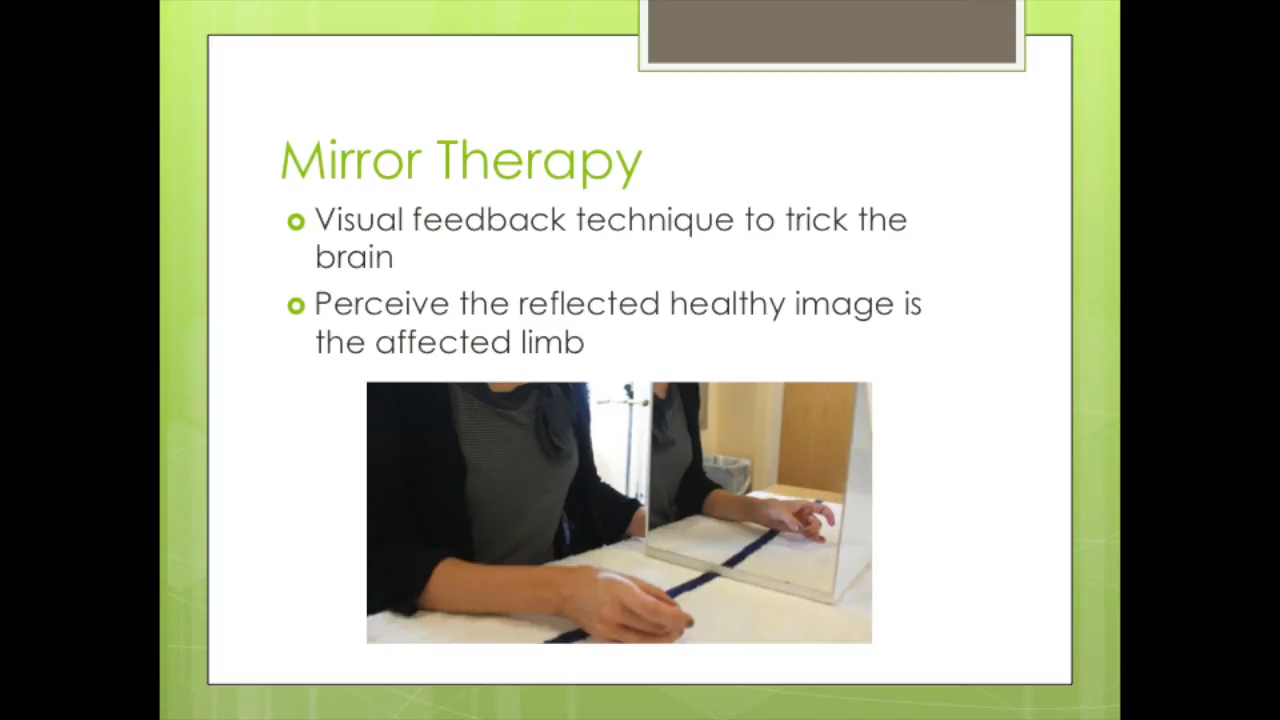 Mirror Therapy
Visual feedback technique to trick the
brain
Perceive the reflected healthy image is
the affected limb